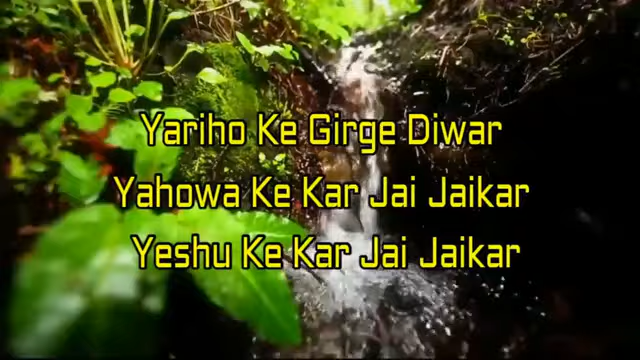 Yariho Ke Girge Diwar
Yahowa Ke Kar Jai Jaikar
Yeshu Ke Kar Jai Jaikar